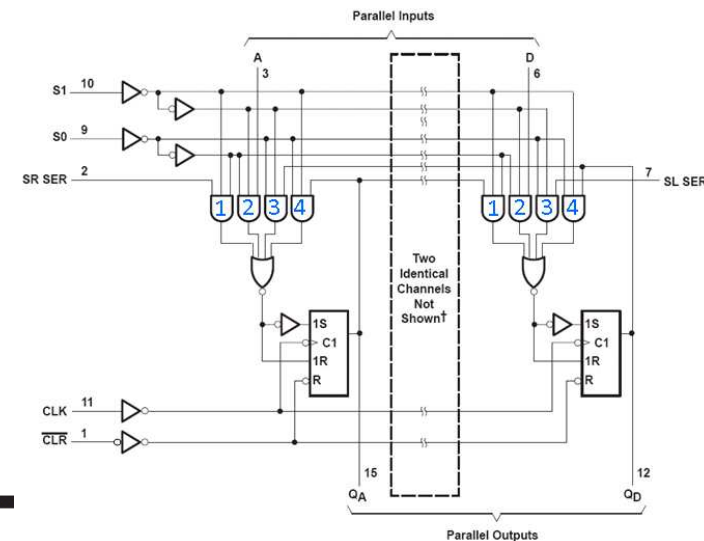 Parallel Inputs
A
D
3
6
S1 10
S0 9
SR SER 2
7 SL SER
1 2 3 4 1 2 3 4
Two
Identical
Channels
Not
Shown†
1S
C1
1R
R
1S
C1
1R
R
CLK 11
CLR 1
15
12
QA
QD
Parallel Outputs